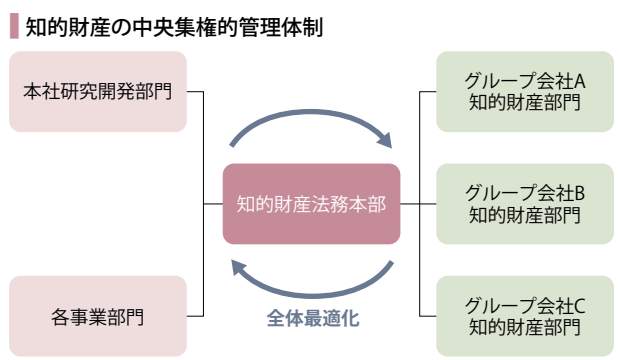 知的財産の中央集権的管理体制
本社研究開発部門
各事業部門
知的財産法務本部
全体最適化
グループ会社A
知的財産部門
グループ会社B
知的財産部門
グループ会社C
知的財産部門